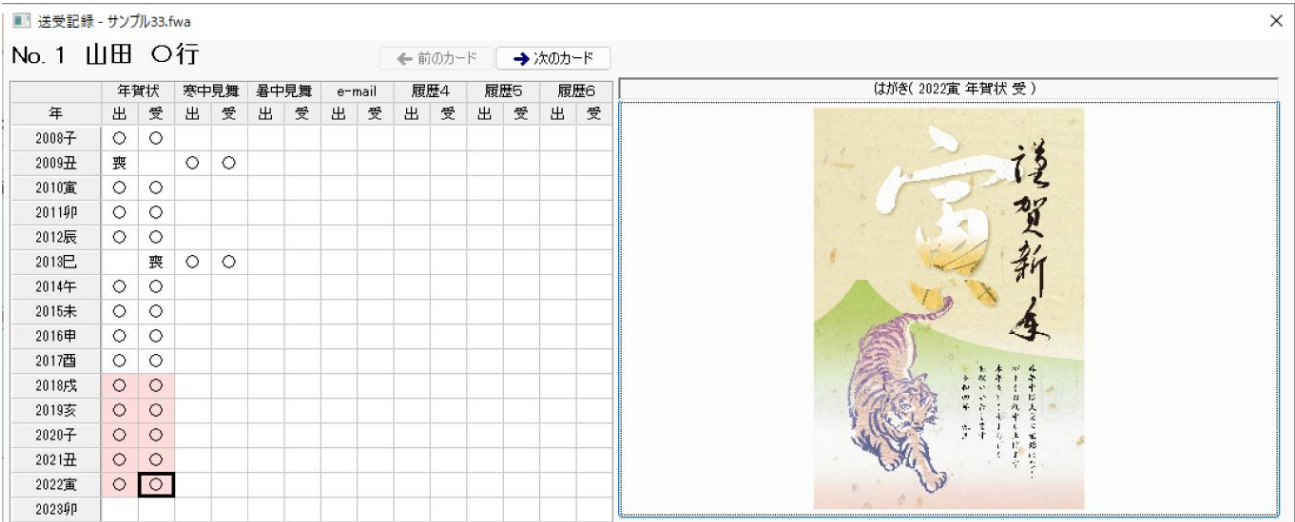 送受記録 - サンプル33.fwa
No. 1 山田 〇行
← 前のカード → 次のカード
年賀状 寒中見舞 暑中見舞 e-mail 履歴4 履歴5 履歴6
年 出 受 出 受 出 受 出 受 出 受 出 受 出 受
2008子 ○ ○
2009丑 喪 ○ ○
2010寅 ○ ○
2011卯 ○ ○
2012辰 ○ ○
2013巳 喪 ○ ○
2014午 ○ ○
2015未 ○ ○
2016申 ○ ○
2017酉 ○ ○
2018戌 ○ ○
2019亥 ○ ○
2020子 ○ ○
2021丑 ○ ○
2022寅 ○ ○
2023卯
はがき( 2022寅 年賀状 受 )
謹賀新年
寅